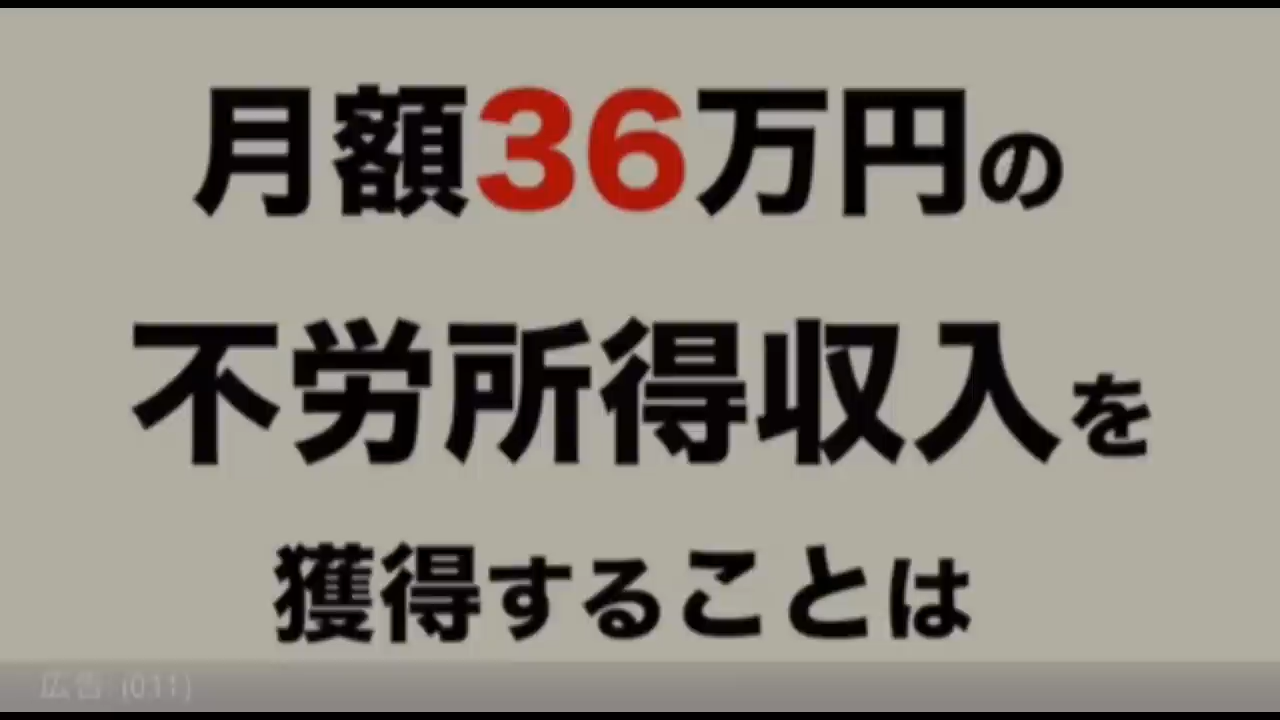 月額36万円の
不労所得収入を
獲得することは
広告 (011)